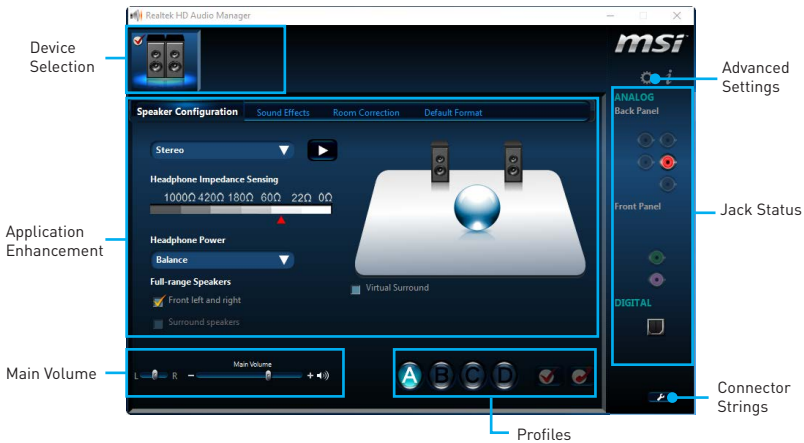 Realtek HD Audio Manager
Device
Selection
msi
Advanced
Settings
Speaker Configuration Sound Effects Room Correction Default Format
ANALOG
Back Panel
Stereo
Headphone Impedance Sensing
1000Ω 420Ω 180Ω 60Ω 22Ω 0Ω
Front Panel
Jack Status
Application
Enhancement
Headphone Power
Balance
Full-range Speakers
Virtual Surround
Front left and right
Surround speakers
DIGITAL
Main Volume
Main Volume
L R - +
A B C D
Connector
Strings
Profiles